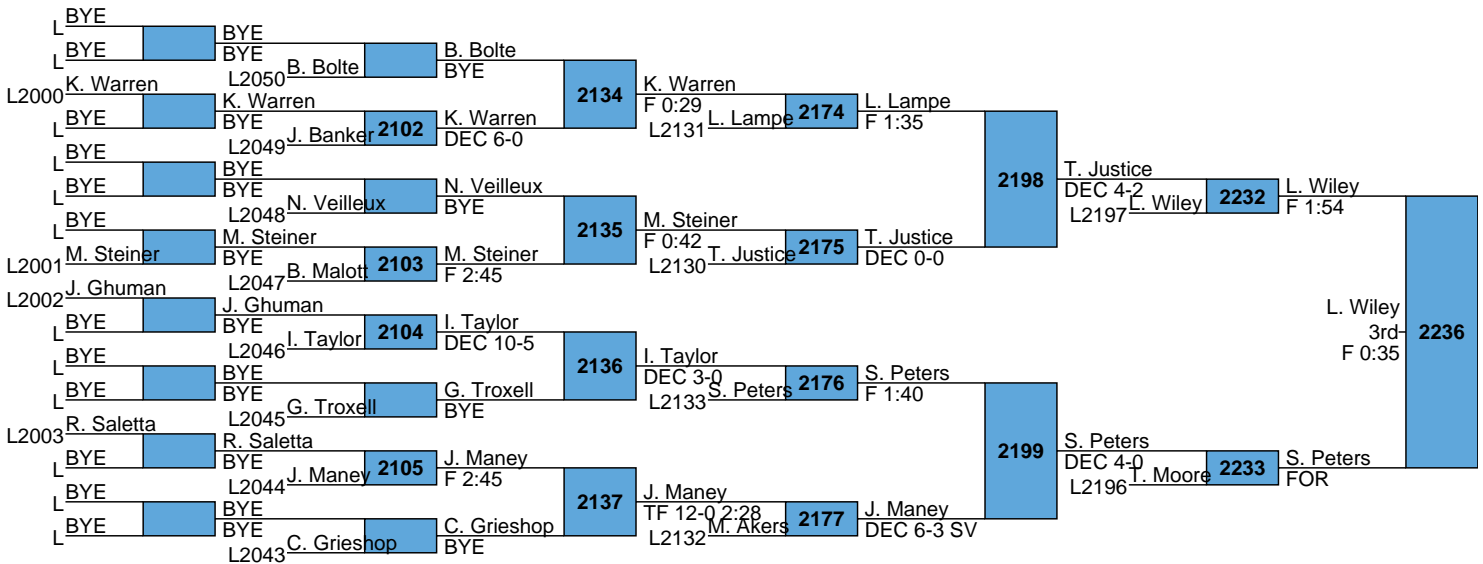 BYE
L
BYE
BYE
BYE
L
B. Bolte
L2050
B. Bolte
BYE
K. Warren
L2000
K. Warren
BYE
BYE
L
J. Banker
L2049
2102
K. Warren
DEC 6-0
2134
K. Warren
F 0:29
L. Lampe
L2131
2174
L. Lampe
F 1:35
BYE
L
BYE
BYE
BYE
L
N. Veilleux
L2048
N. Veilleux
BYE
BYE
L
M. Steiner
BYE
M. Steiner
L2001
B. Malott
L2047
2103
M. Steiner
F 2:45
2135
M. Steiner
F 0:42
T. Justice
L2130
2175
T. Justice
DEC 0-0
2198
T. Justice
DEC 4-2
L. Wiley
L2197
2232
L. Wiley
F 1:54
J. Ghuman
L2002
J. Ghuman
BYE
BYE
L
I. Taylor
L2046
2104
I. Taylor
DEC 10-5
BYE
L
BYE
BYE
BYE
L
G. Troxell
L2045
G. Troxell
BYE
2136
I. Taylor
DEC 3-0
S. Peters
L2133
2176
S. Peters
F 1:40
R. Saletta
L2003
R. Saletta
BYE
BYE
L
J. Maney
L2044
2105
J. Maney
F 2:45
BYE
L
BYE
BYE
BYE
L
C. Grieshop
L2043
C. Grieshop
BYE
2137
J. Maney
TF 12-0 2:28
M. Akers
L2132
2177
J. Maney
DEC 6-3 SV
2199
S. Peters
DEC 4-0
T. Moore
L2196
2233
S. Peters
FOR
L. Wiley
3rd
F 0:35
2236